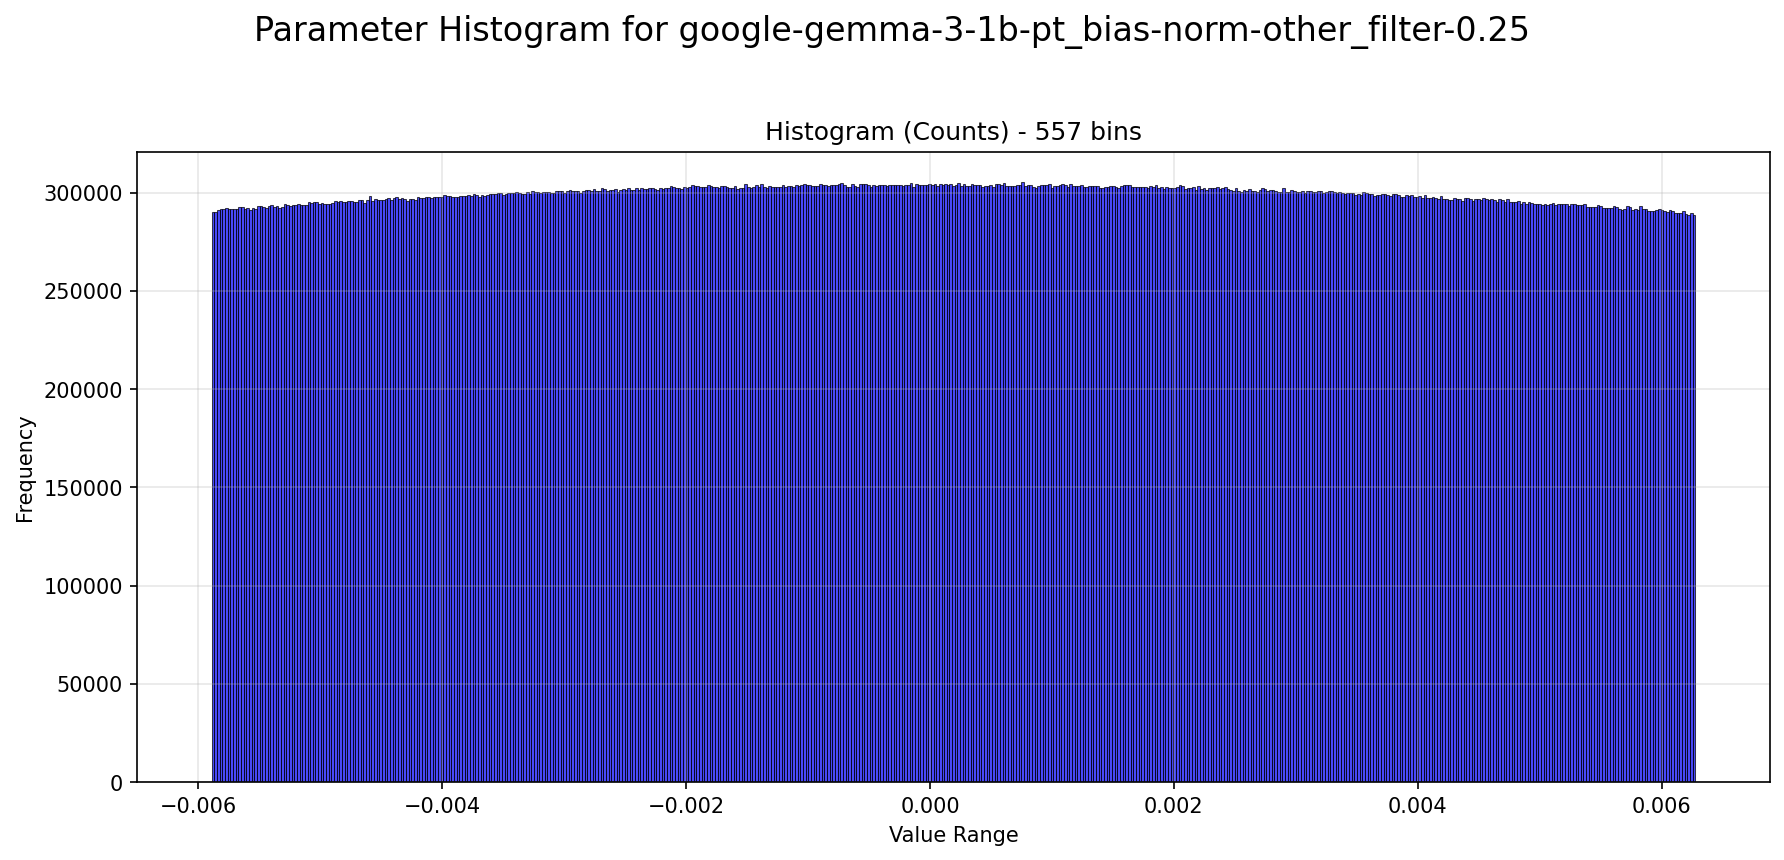 Parameter Histogram for google-gemma-3-1b-pt_bias-norm-other_filter-0.25
Histogram (Counts) - 557 bins
300000
250000
200000
150000
100000
50000
0
Frequency
−0.006 −0.004 −0.002 0.000 0.002 0.004 0.006
Value Range